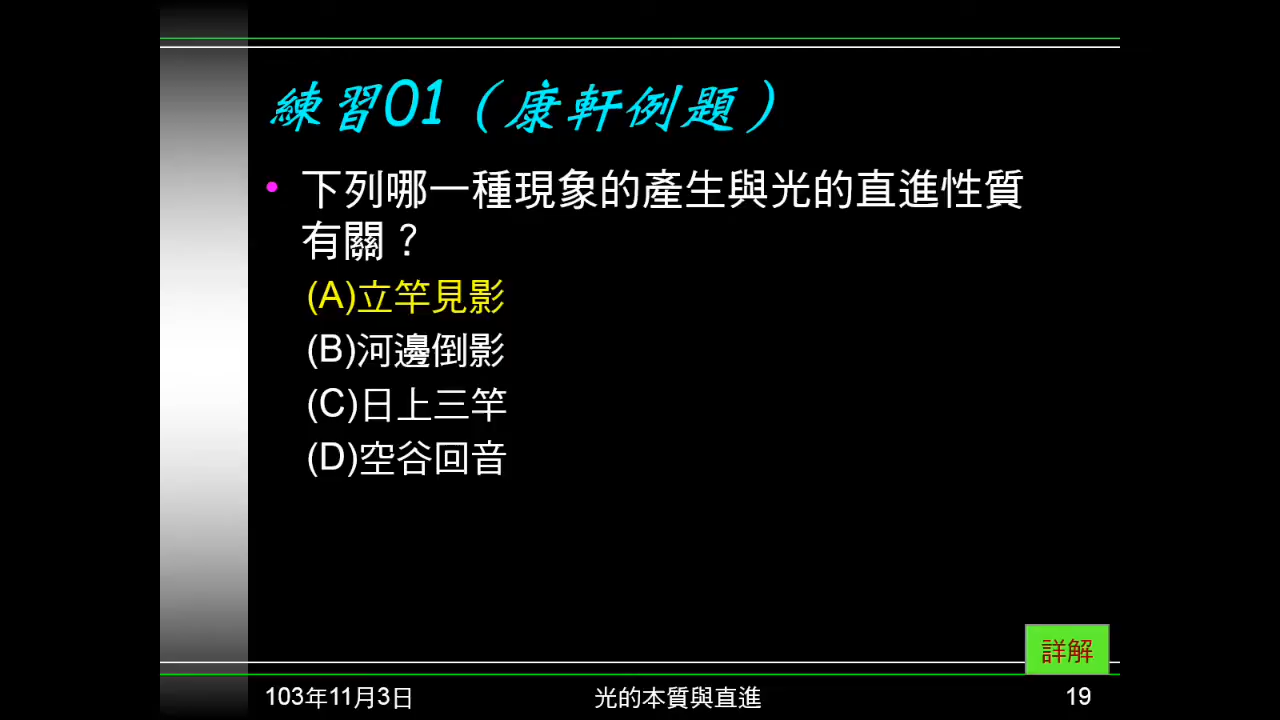 練習01（康軒例題）
• 下列哪一種現象的產生與光的直進性質
有關？
(A)立竿見影
(B)河邊倒影
(C)日上三竿
(D)空谷回音
詳解
103年11月3日
光的本質與直進
19